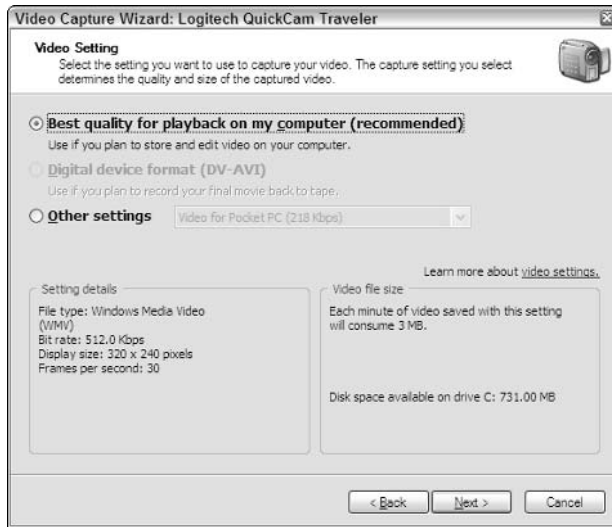 Video Capture Wizard: Logitech QuickCam Traveler
Video Setting
Select the setting you want to use to capture your video. The capture setting you select
determines the quality and size of the captured video.
Best quality for playback on my computer (recommended)
Use if you plan to store and edit video on your computer.
Digital device format (DV-AVI)
Use if you plan to record your final movie back to tape.
Other settings
Video for Pocket PC (218 Kbps)
Learn more about video settings.
Setting details
File type: Windows Media Video
(WMV)
Bit rate: 512.0 Kbps
Display size: 320 x 240 pixels
Frames per second: 30
Video file size
Each minute of video saved with this setting
will consume 3 MB.
Disk space available on drive C: 731.00 MB
< Back
Next >
Cancel